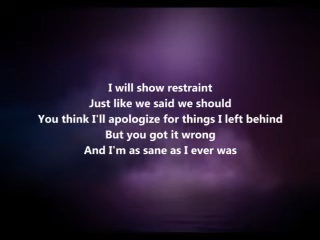 I will show restraint
Just like we said we should
You think I'll apologize for things I left behind
But you got it wrong
And I'm as sane as I ever was